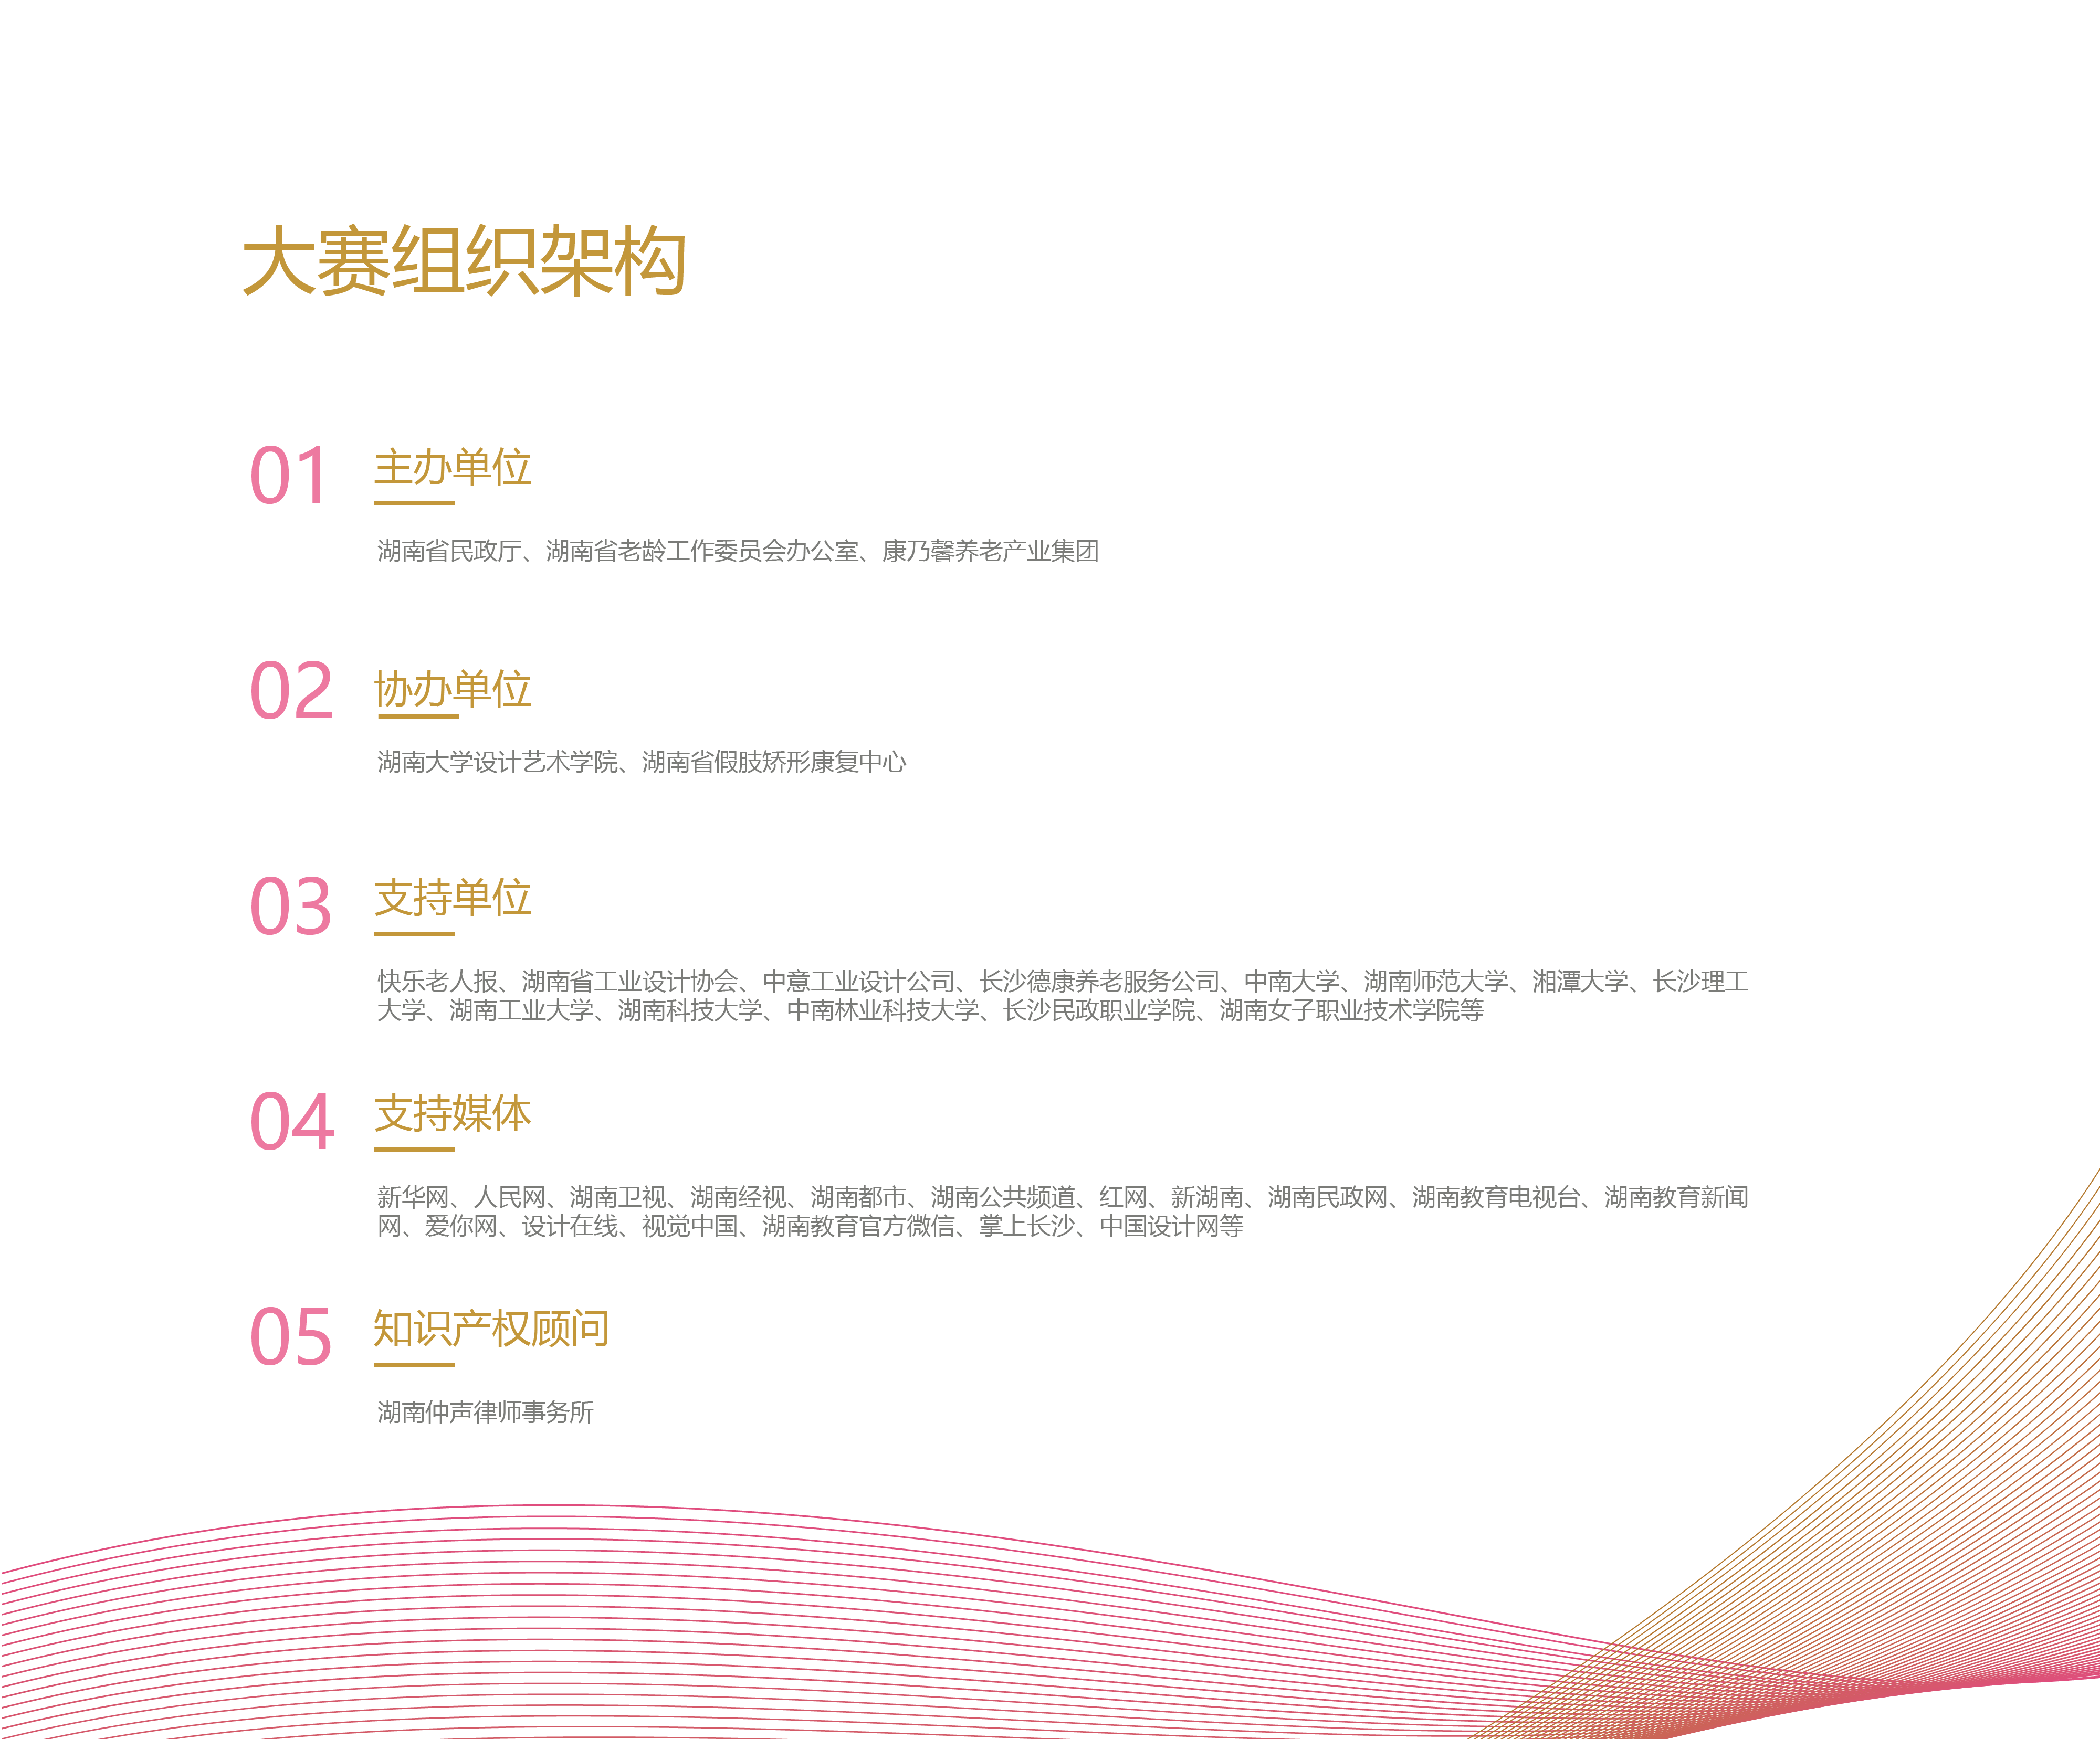 大赛组织架构
01 主办单位
湖南省民政厅、湖南省老龄工作委员会办公室、康乃馨养老产业集团
02 协办单位
湖南大学设计艺术学院、湖南省假肢矫形康复中心
03 支持单位
快乐老人报、湖南省工业设计协会、中意工业设计公司、长沙德康养老服务公司、中南大学、湖南师范大学、湘潭大学、长沙理工
大学、湖南工业大学、湖南科技大学、中南林业科技大学、长沙民政职业学院、湖南女子职业技术学院等
04 支持媒体
新华网、人民网、湖南卫视、湖南经视、湖南都市、湖南公共频道、红网、新湖南、湖南民政网、湖南教育电视台、湖南教育新闻
网、爱你网、设计在线、视觉中国、湖南教育官方微信、掌上长沙、中国设计网等
05 知识产权顾问
湖南仲声律师事务所